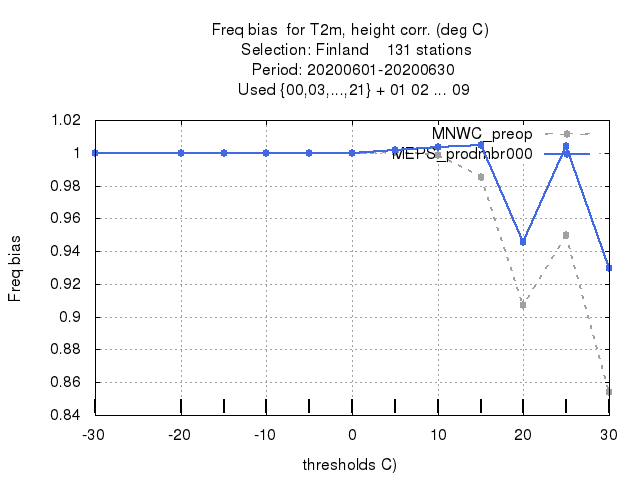 Freq bias for T2m, height corr. (deg C)
Selection: Finland 131 stations
Period: 20200601-20200630
Used {00,03,...,21} + 01 02 ... 09
1.02
1
0.98
0.96
0.94
0.92
0.9
0.88
0.86
0.84
Freq bias
MNWC_preop
MEPS_prodmbr000
-30 -20 -10 0 10 20 30
thresholds C)